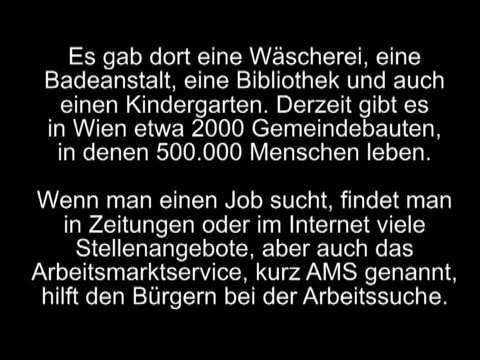 Es gab dort eine Wäscherei, eine
Badeanstalt, eine Bibliothek und auch
einen Kindergarten. Derzeit gibt es
in Wien etwa 2000 Gemeindebauten,
in denen 500.000 Menschen leben.
Wenn man einen Job sucht, findet man
in Zeitungen oder im Internet viele
Stellenangebote, aber auch das
Arbeitsmarktservice, kurz AMS genannt,
hilft den Bürgern bei der Arbeitssuche.